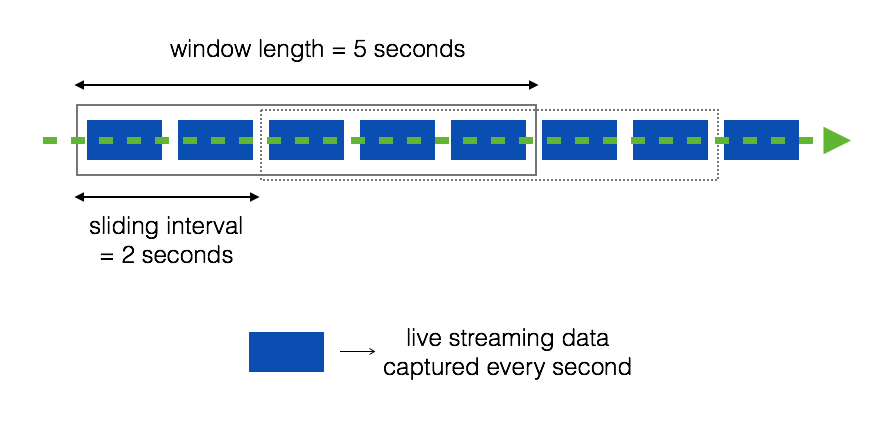 window length = 5 seconds
sliding interval
= 2 seconds
live streaming data
captured every second